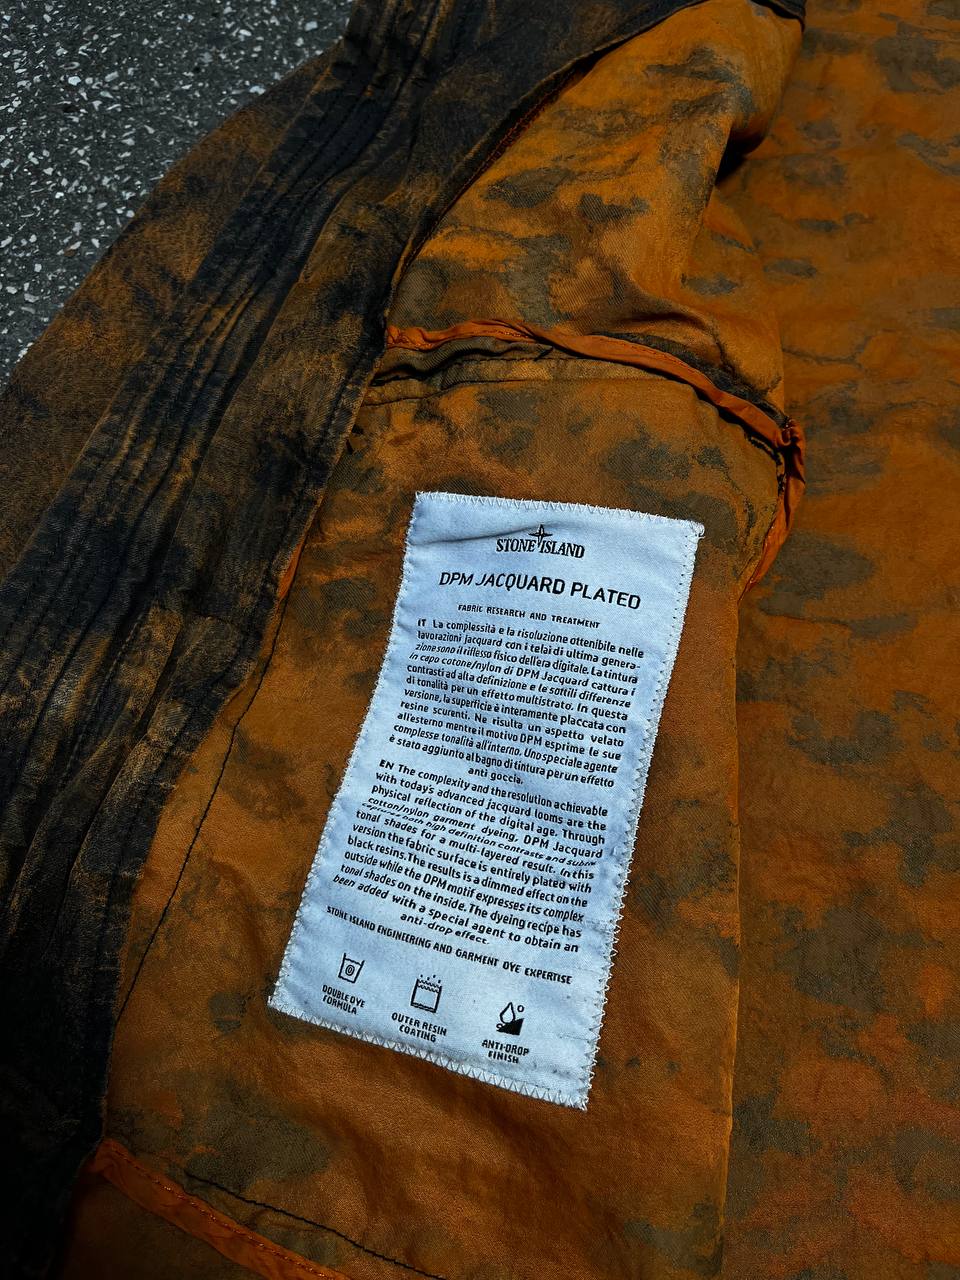 STONE ISLAND
DPM JACQUARD PLATED
FABRIC RESEARCH AND TREATMENT
IT La complessità e la risoluzione ottenibile nelle
lavorazioni jacquard con i telai di ultima genera-
zione sono il riflesso fisico dell'era digitale. La tintura
in capo cotone/nylon di DPM Jacquard cattura i
contrasti ad alta definizione e le sottili differenze
di tonalità per un effetto multistrato. In questa
versione, la superficie è interamente placcata con
resine scurenti. Ne risulta un aspetto velato
all'esterno mentre il motivo DPM esprime le sue
complesse tonalità all'interno. Uno speciale agente
è stato aggiunto al bagno di tintura per un effetto
anti goccia.
EN The complexity and the resolution achievable
with today's advanced jacquard looms are the
physical reflection of the digital age. Through
cotton/nylon garment dyeing, DPM Jacquard
captures both high definition contrasts and subtle
tonal shades for a multi-layered result. In this
version the fabric surface is entirely plated with
black resins. The results is a dimmed effect on the
outside while the DPM motif expresses its complex
tonal shades on the inside. The dyeing recipe has
been added with a special agent to obtain an
anti-drop effect.
STONE ISLAND ENGINEERING AND GARMENT DYE EXPERTISE
DOUBLE DYE
FORMULA
OUTER RESIN
COATING
ANTI-DROP
FINISH